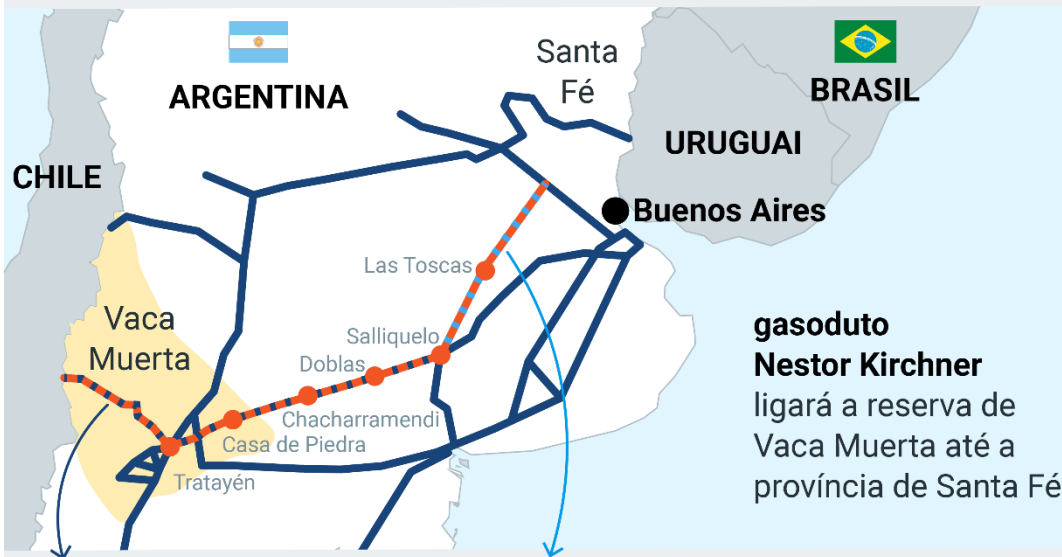 ARGENTINA
Santa
Fé
BRASIL
URUGUAI
CHILE
Buenos Aires
Las Toscas
Vaca
Muerta
Salliquelo
Doblas
Chacharramendi
Casa de Piedra
Tratayén
gasoduto
Nestor Kirchner
ligará a reserva de
Vaca Muerta até a
província de Santa Fé